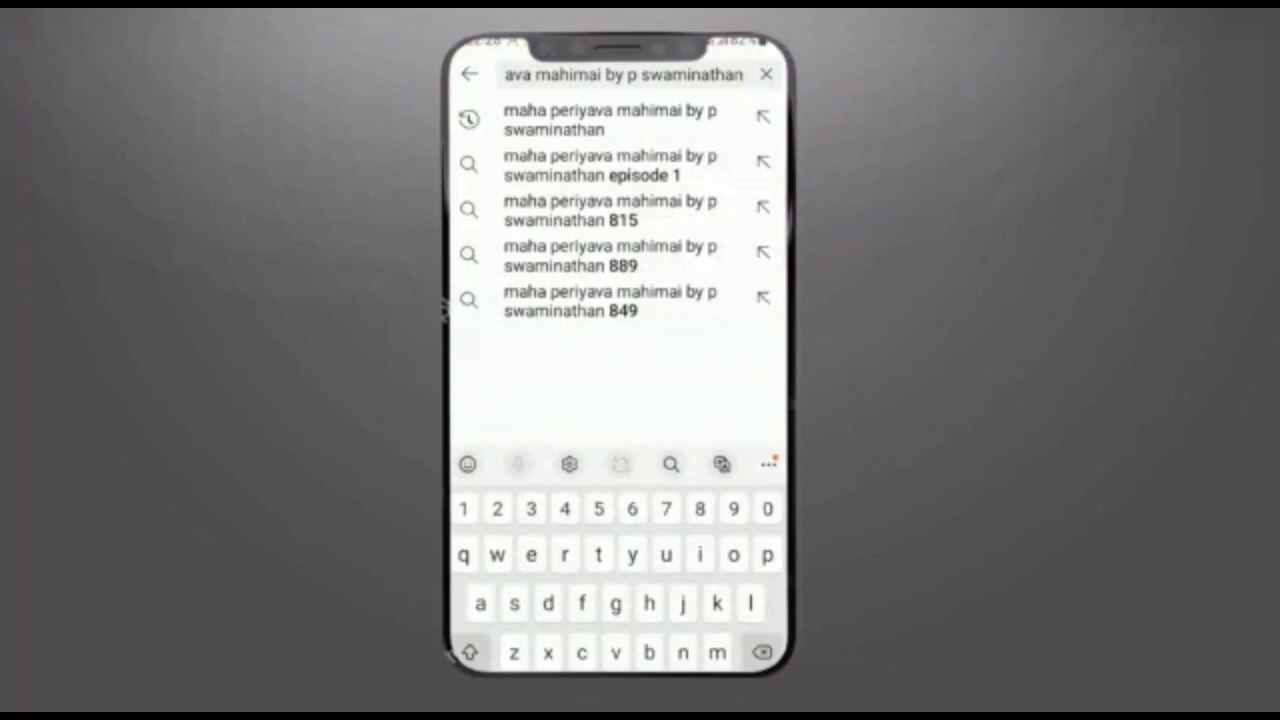 ava mahimai by p swaminathan
maha periyava mahimai by p
swaminathan
maha periyava mahimai by p
swaminathan episode 1
maha periyava mahimai by p
swaminathan 815
maha periyava mahimai by p
swaminathan 889
maha periyava mahimai by p
swaminathan 849
1 2 3 4 5 6 7 8 9 0
q w e r t y u i o p
a s d f g h j k l
z x c v b n m